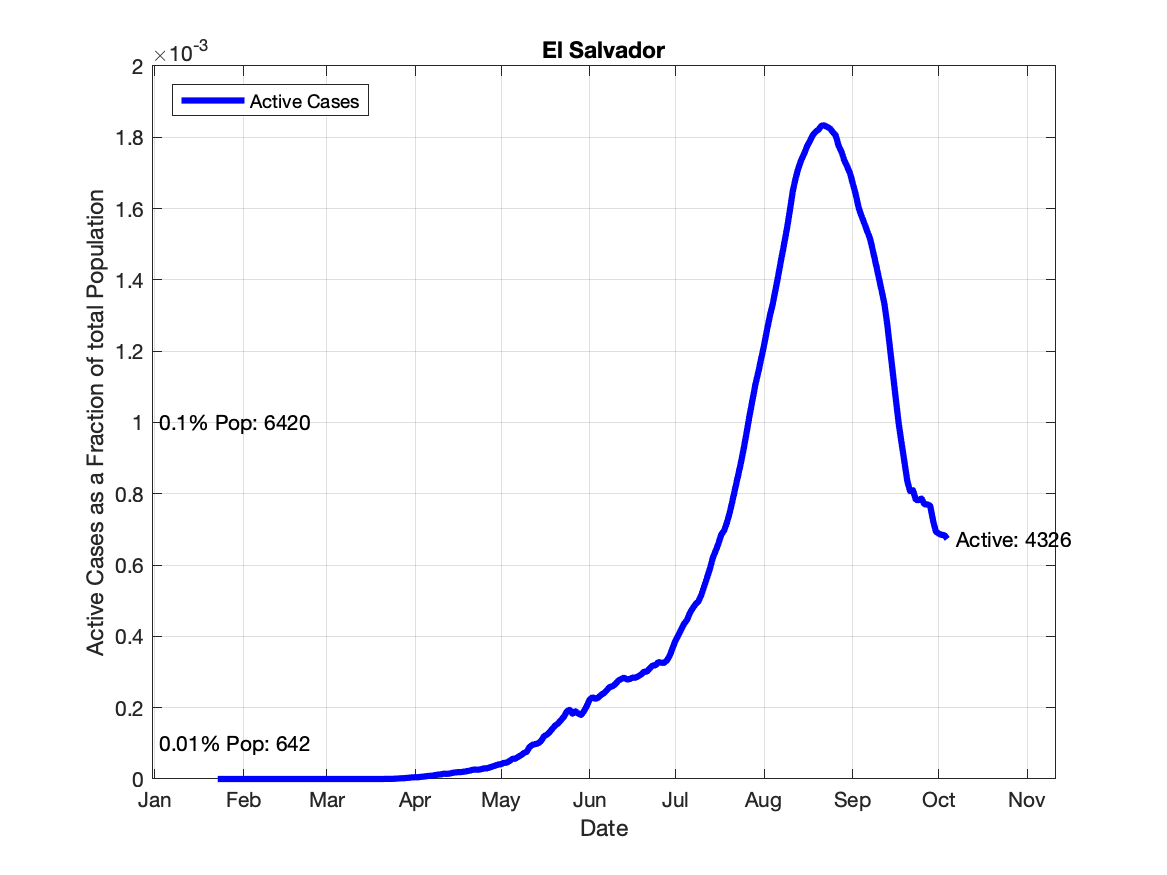 El Salvador
×10-3
2
1.8
1.6
1.4
1.2
1
0.8
0.6
0.4
0.2
0
Active Cases as a Fraction of total Population
Active Cases
0.1% Pop: 6420
0.01% Pop: 642
Active: 4326
Jan Feb Mar Apr May Jun Jul Aug Sep Oct Nov
Date